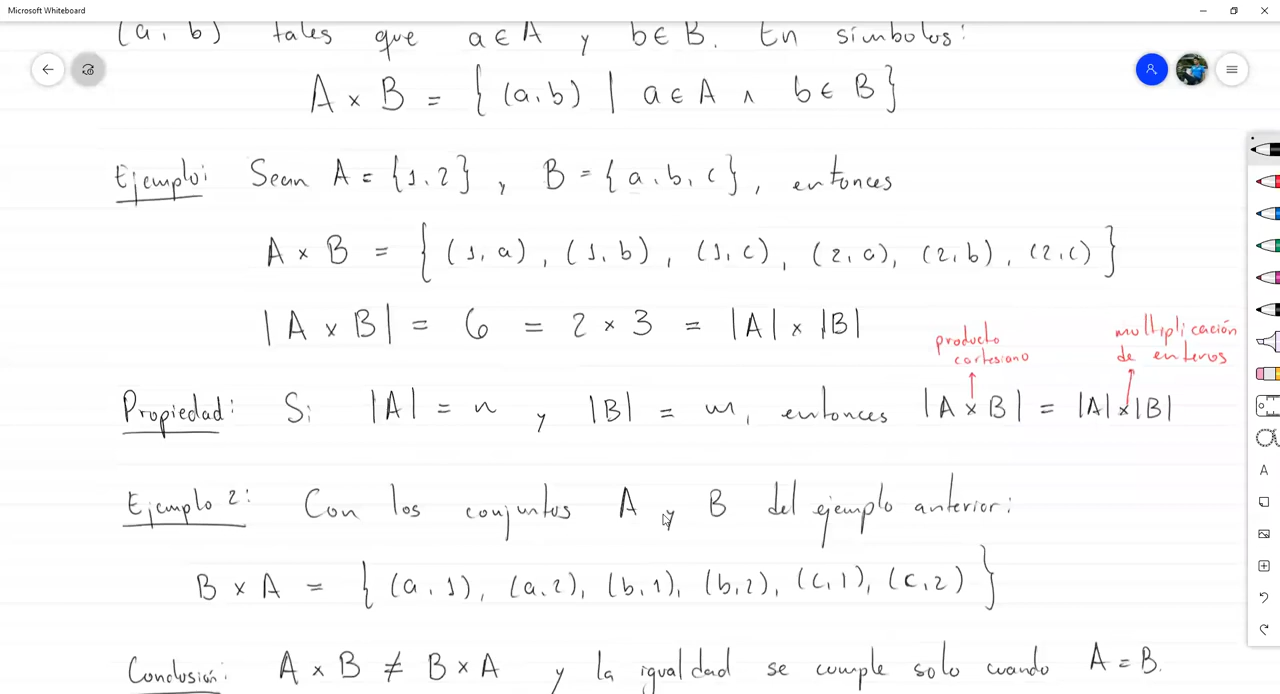 Microsoft Whiteboard
(a, b) tales que a ∈ A y b ∈ B. En símbolos:
A × B = { (a, b) | a ∈ A ∧ b ∈ B }
Ejemplo: Sean A = {1, 2}, B = {a, b, c}, entonces
A × B = { (1, a), (1, b), (1, c), (2, a), (2, b), (2, c) }
|A × B| = 6 = 2 × 3 = |A| × |B|
producto
cartesiano
multiplicación
de enteros
Propiedad: Si |A| = n y |B| = m, entonces |A × B| = |A| × |B|
Ejemplo 2: Con los conjuntos A y B del ejemplo anterior:
B × A = { (a, 1), (a, 2), (b, 1), (b, 2), (c, 1), (c, 2) }
Conclusión: A × B ≠ B × A y la igualdad se cumple solo cuando A = B.
A